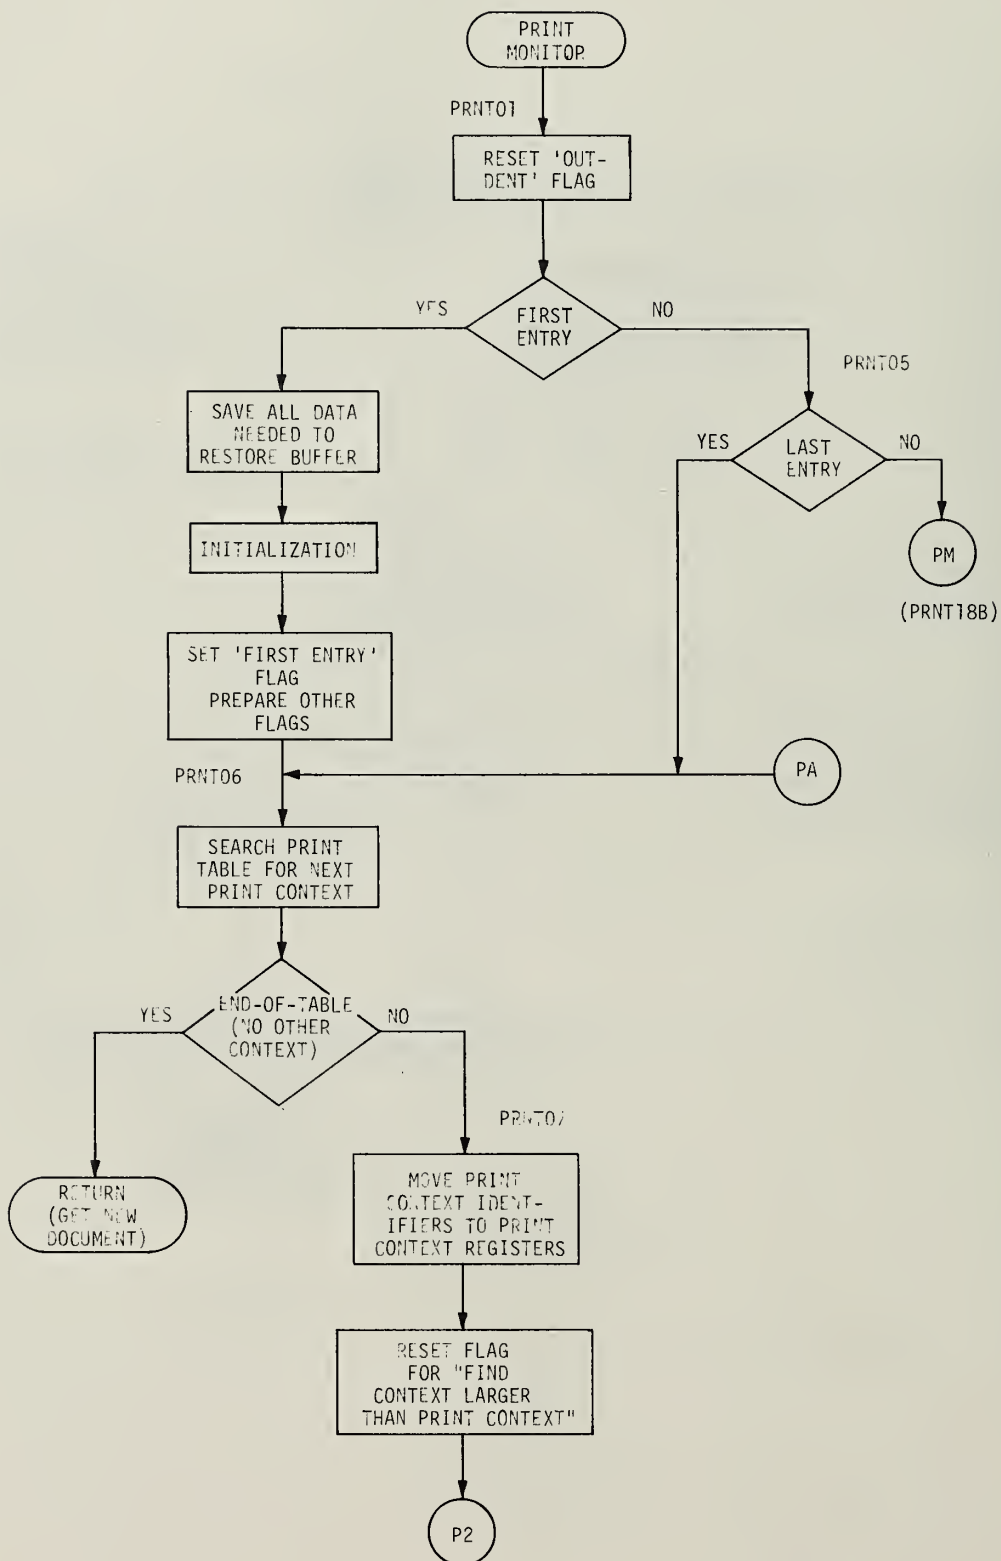 PRINT
MONITOR
PRNT01
RESET 'OUT-
DENT' FLAG
YES
FIRST
ENTRY
NO
PRNT05
SAVE ALL DATA
NEEDED TO
RESTORE BUFFER
YES
LAST
ENTRY
NO
INITIALIZATION
PM
(PRNT18B)
SET 'FIRST ENTRY'
FLAG
PREPARE OTHER
FLAGS
PRNT06
PA
SEARCH PRINT
TABLE FOR NEXT
PRINT CONTEXT
YES
END-OF-TABLE
(NO OTHER
CONTEXT)
NO
PRNT07
RETURN
(GET NEW
DOCUMENT)
MOVE PRINT
CONTEXT IDENT-
IFIERS TO PRINT
CONTEXT REGISTERS
RESET FLAG
FOR "FIND
CONTEXT LARGER
THAN PRINT CONTEXT"
P2